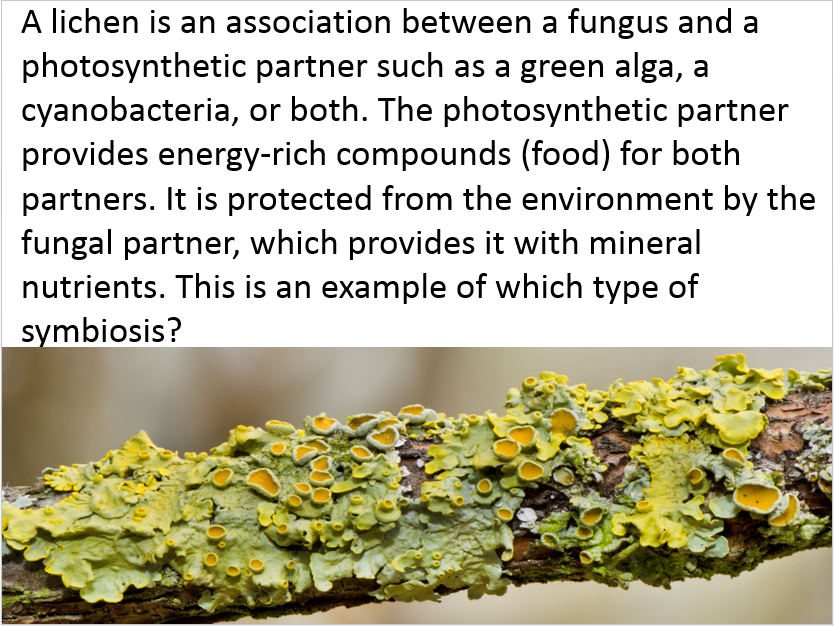 A lichen is an association between a fungus and a
photosynthetic partner such as a green alga, a
cyanobacteria, or both. The photosynthetic partner
provides energy-rich compounds (food) for both
partners. It is protected from the environment by the
fungal partner, which provides it with mineral
nutrients. This is an example of which type of
symbiosis?